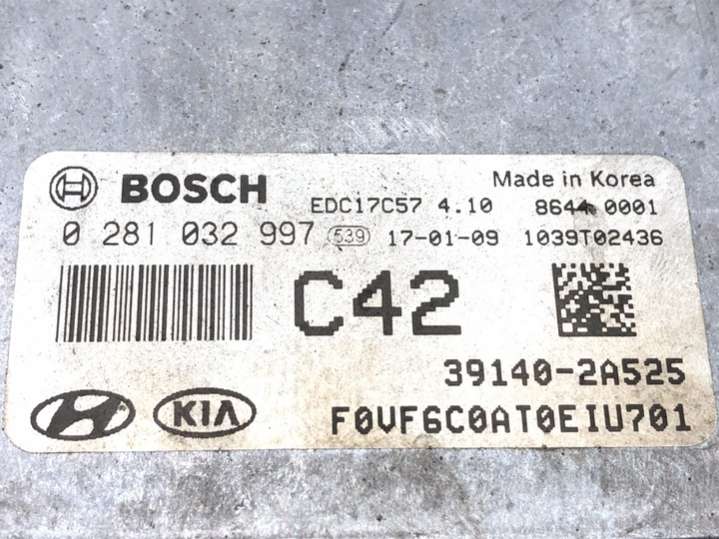 BOSCH EDC17C57 4.10 Made in Korea
8644 0001
0 281 032 997 539 17-01-09 1039T02436
C42
39140-2A525
KIA F0VF6C0AT0EIU701